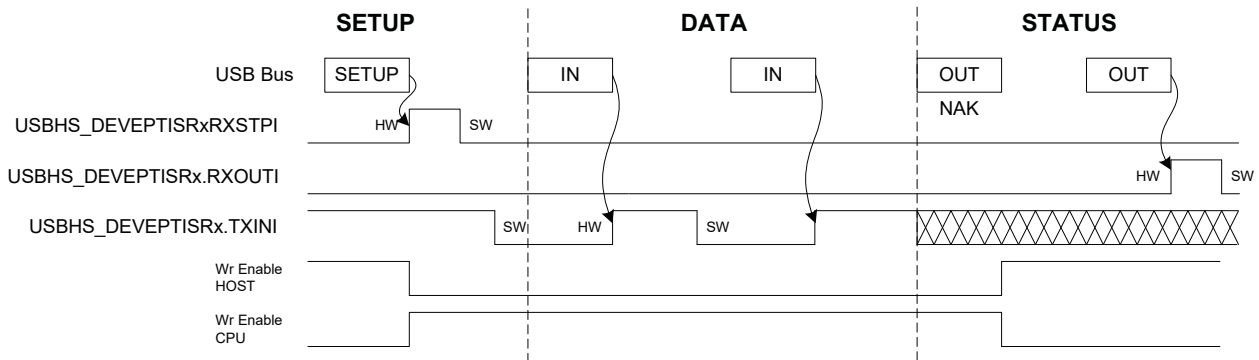 SETUP DATA STATUS
USB Bus SETUP IN IN OUT OUT
NAK
USBHS_DEVEPTISRxRXSTPI HW SW
USBHS_DEVEPTISRx.RXOUTI HW SW
USBHS_DEVEPTISRx.TXINI SW HW SW
Wr Enable
HOST
Wr Enable
CPU